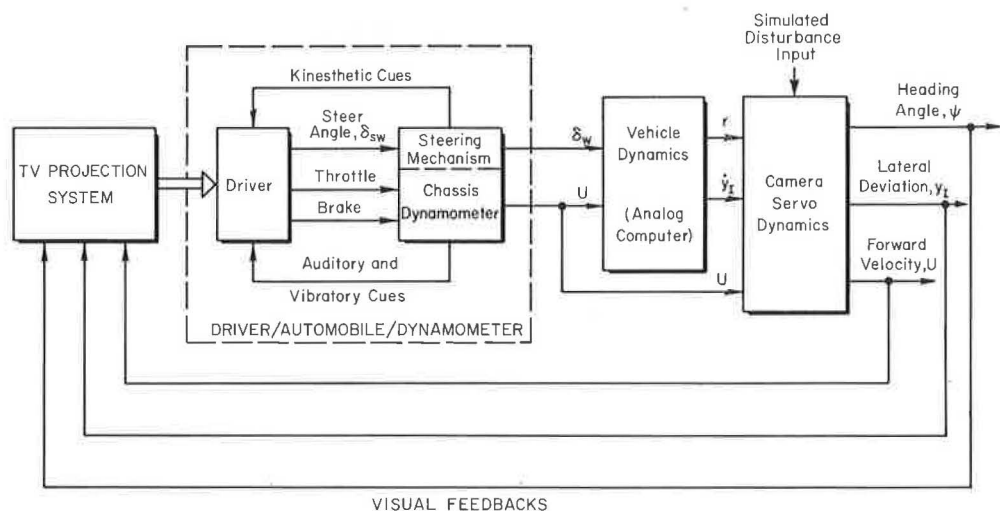 Simulated
Disturbance
Input
Kinesthetic Cues
Heading
Angle, ψ
Steer
Angle, δsw
Steering
Mechanism
δw
Vehicle
Dynamics
r
TV PROJECTION
SYSTEM
Driver
Throttle
Chassis
Dynamometer
U
(Analog
Computer)
ẏI
Camera
Servo
Dynamics
Lateral
Deviation, yI
Brake
Forward
Velocity, U
Auditory and
Vibratory Cues
U
DRIVER/AUTOMOBILE/DYNAMOMETER
VISUAL FEEDBACKS